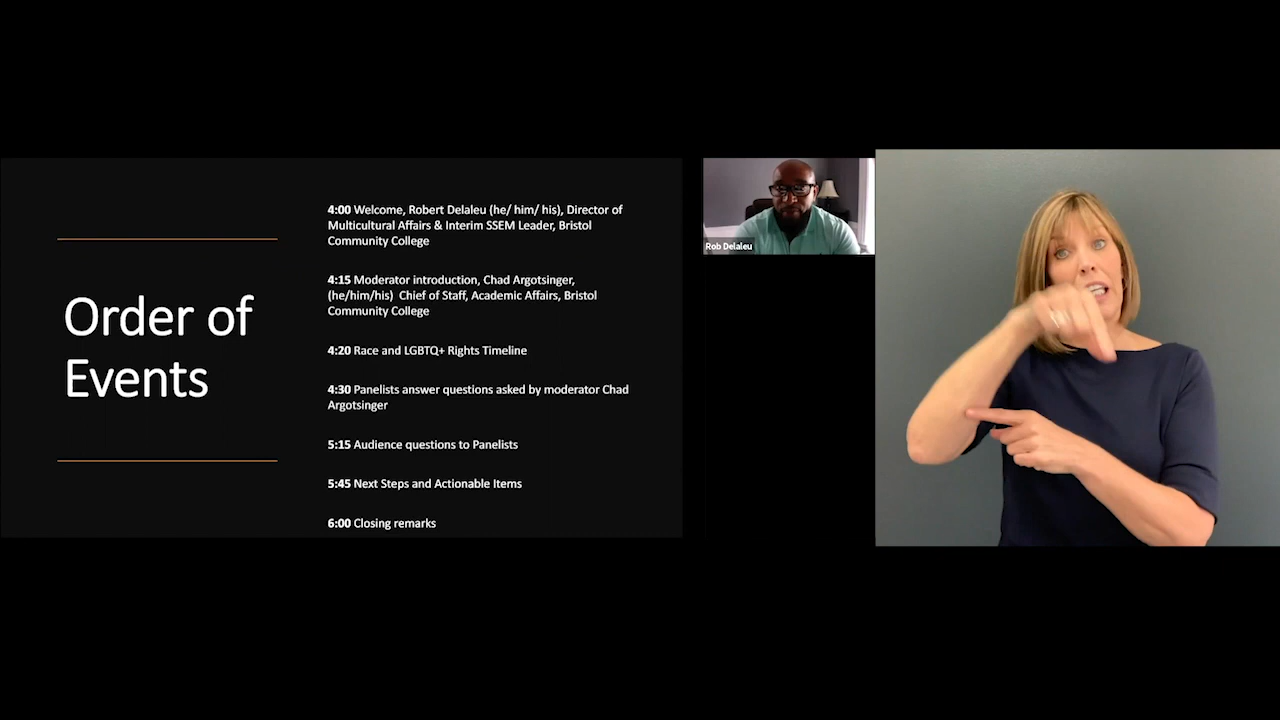 Order of
Events
4:00 Welcome, Robert Delaleu (he/ him/ his), Director of
Multicultural Affairs & Interim SSEM Leader, Bristol
Community College
4:15 Moderator introduction, Chad Argotsinger,
(he/him/his) Chief of Staff, Academic Affairs, Bristol
Community College
4:20 Race and LGBTQ+ Rights Timeline
4:30 Panelists answer questions asked by moderator Chad
Argotsinger
5:15 Audience questions to Panelists
5:45 Next Steps and Actionable Items
6:00 Closing remarks
Rob Delaleu